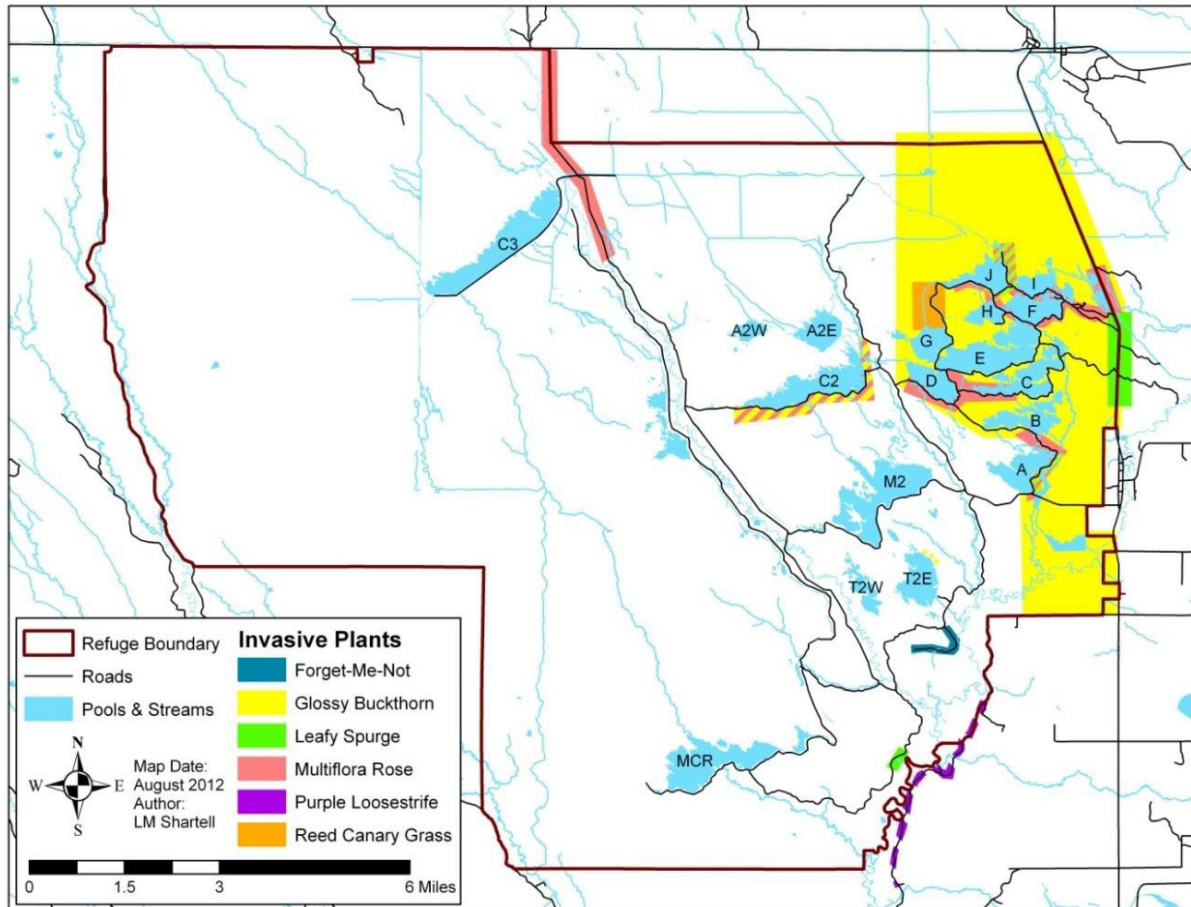 C3
J
I
H
F
A2W
A2E
G
E
C2
D
C
B
A
M2
T2W
T2E
MCR
Refuge Boundary
Roads
Pools & Streams
N
W
E
S
Map Date:
August 2012
Author:
LM Shartell
Invasive Plants
Forget-Me-Not
Glossy Buckthorn
Leafy Spurge
Multiflora Rose
Purple Loosestrife
Reed Canary Grass
0 1.5 3 6 Miles